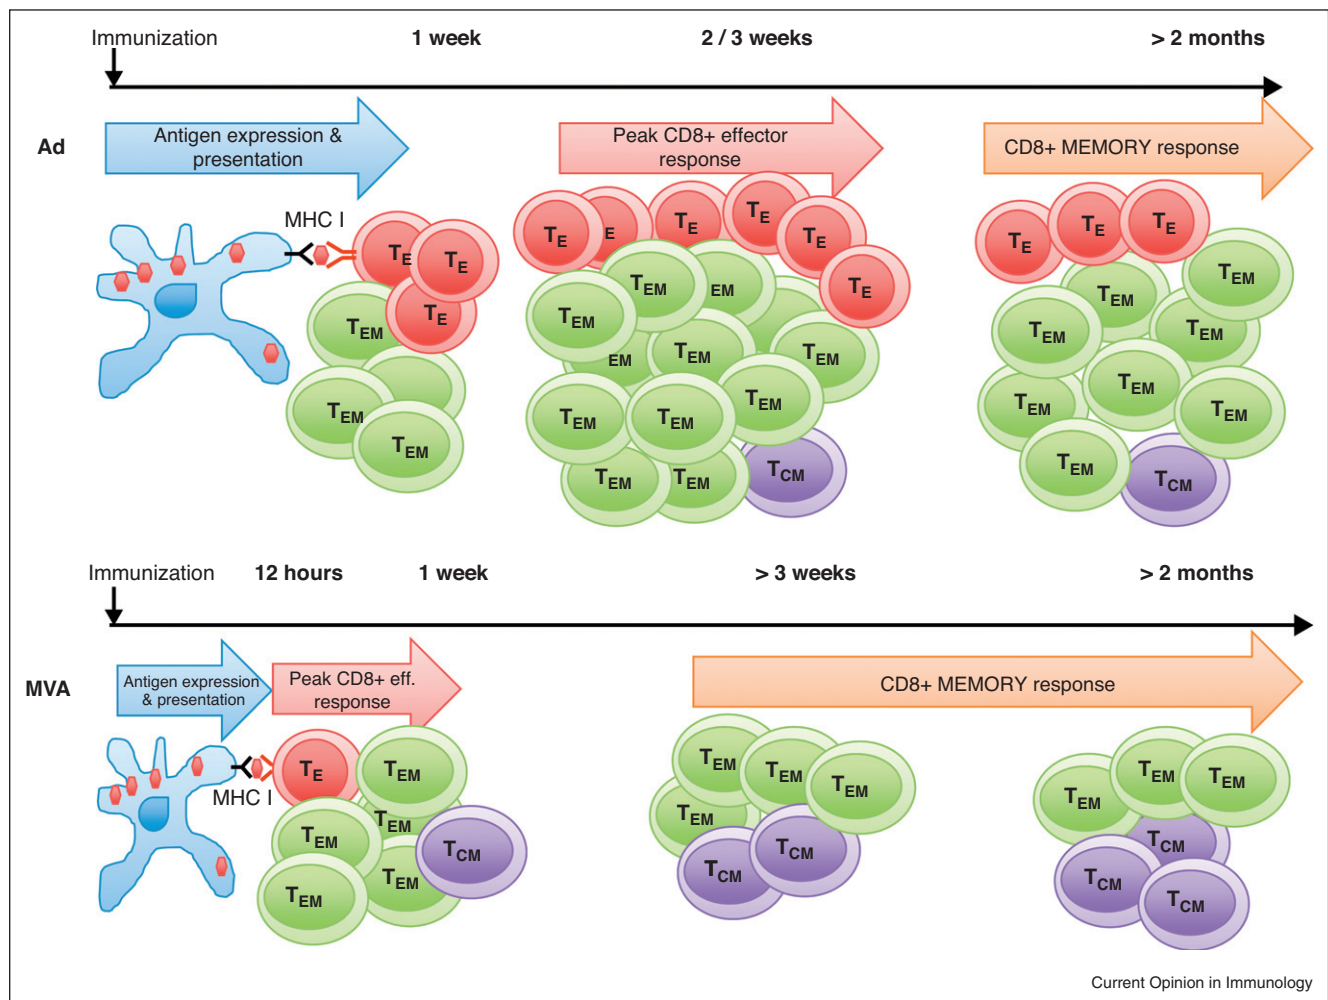 Immunization 1 week 2 / 3 weeks > 2 months
Ad
Antigen expression &
presentation
Peak CD8+ effector
response
CD8+ MEMORY response
MHC I
TE
TE
TE
TEM
TEM
TEM
TE
E
TE
TE
TE
TE
TEM
EM
TEM
EM
TEM
TEM
TEM
TEM
TEM
TEM
TEM
TCM
TE
TE
TE
TEM
TEM
TEM
TEM
TEM
TEM
TEM
TEM
TCM
Immunization 12 hours 1 week > 3 weeks > 2 months
MVA
Antigen expression
& presentation
Peak CD8+ eff.
response
CD8+ MEMORY response
MHC I
TE
TEM
TEM
TEM
TCM
TEM
TEM
TEM
TEM
TEM
TEM
TCM
TCM
TEM
TEM
TEM
TCM
TCM
TCM
Current Opinion in Immunology